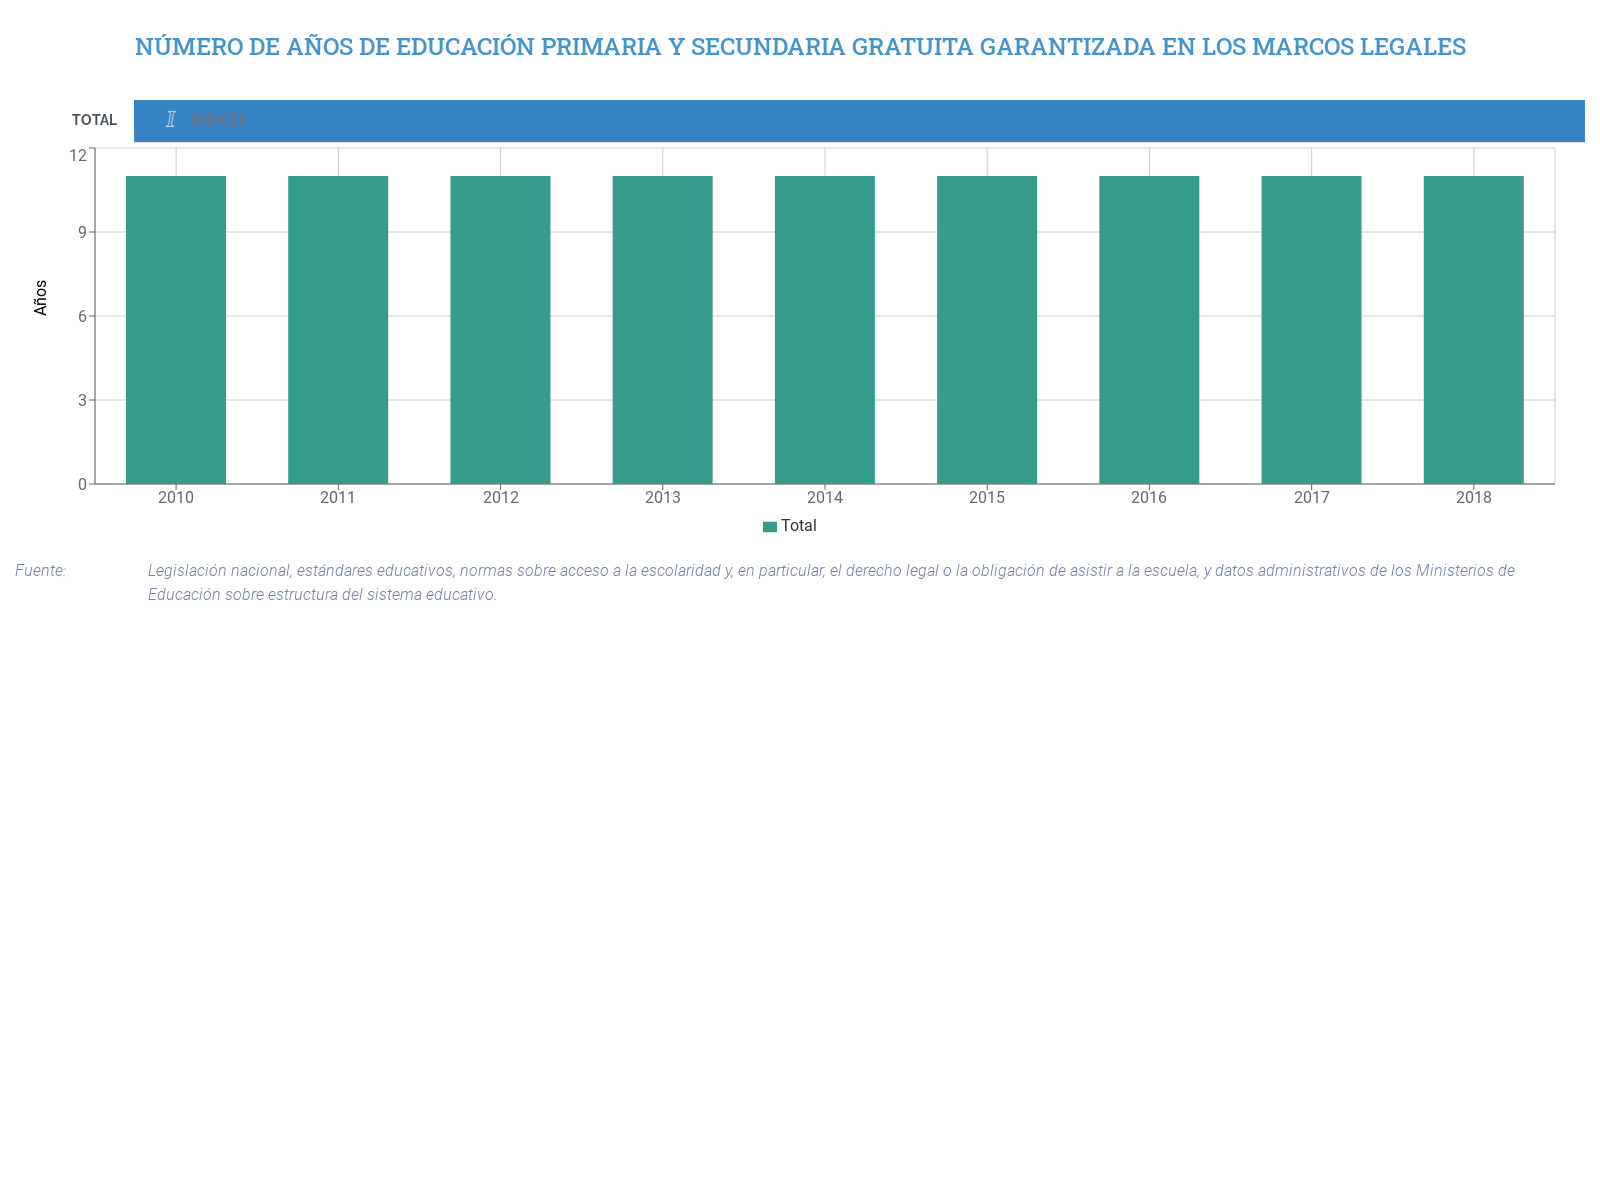 NÚMERO DE AÑOS DE EDUCACIÓN PRIMARIA Y SECUNDARIA GRATUITA GARANTIZADA EN LOS MARCOS LEGALES
TOTAL I INDICES
12
9
6
3
0
Años
2010 2011 2012 2013 2014 2015 2016 2017 2018
Total
Fuente: Legislación nacional, estándares educativos, normas sobre acceso a la escolaridad y, en particular, el derecho legal o la obligación de asistir a la escuela, y datos administrativos de los Ministerios de
Educación sobre estructura del sistema educativo.